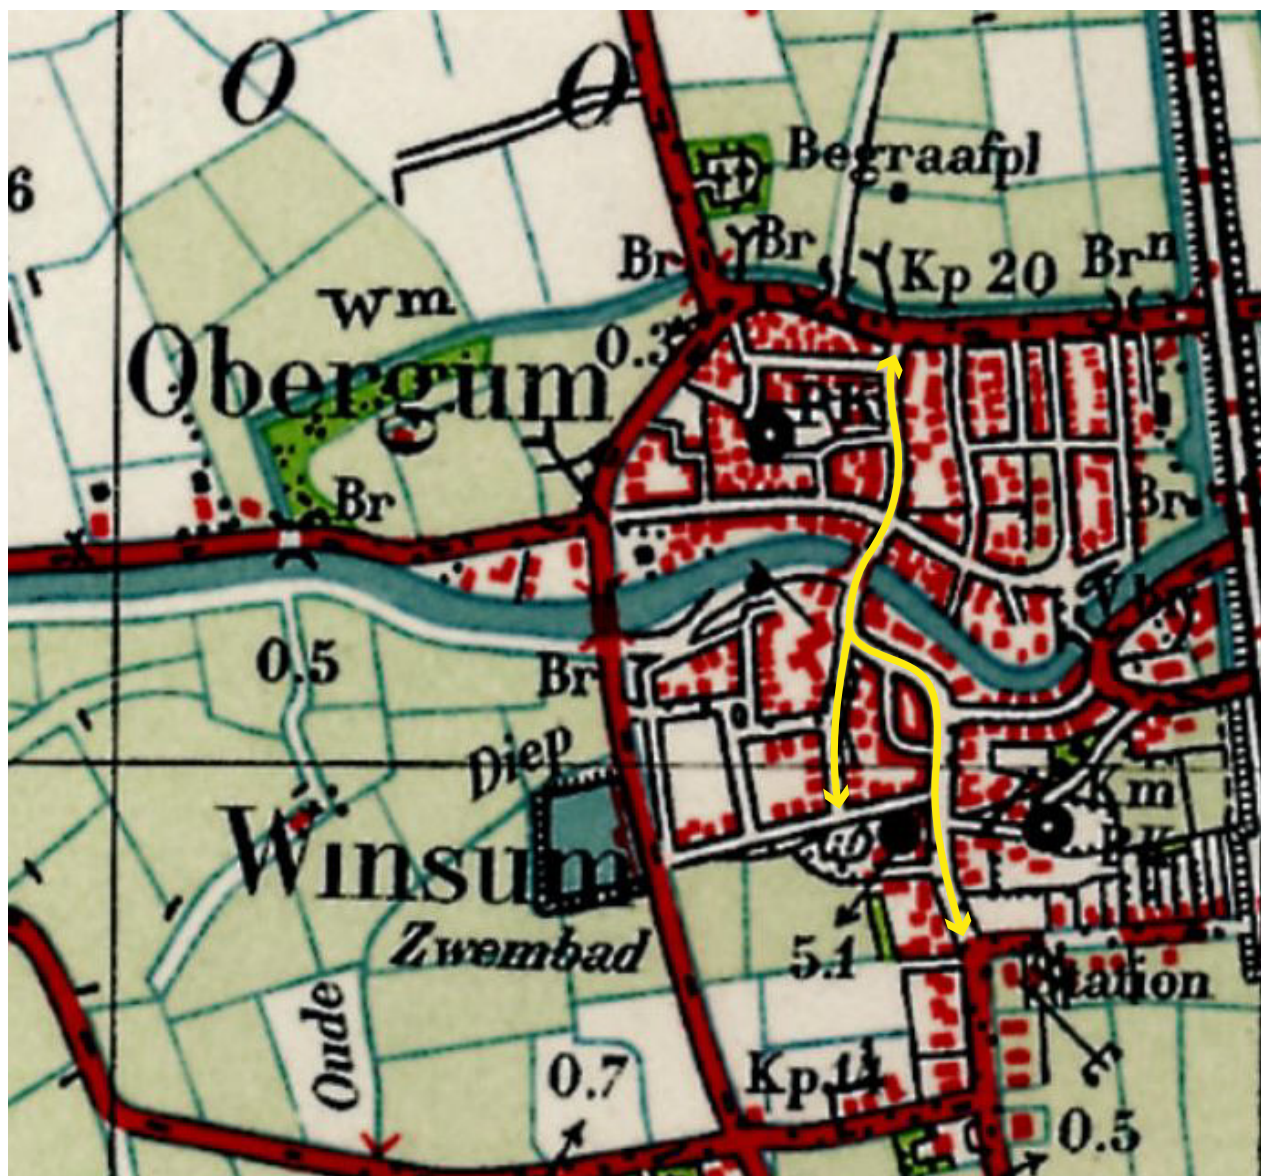 O O
6
Begraafpl
Br Br Kp 20 Brn
Wm
Obergum 0.3
RK
Br Br
0.5
Br
Diep
Km
Winsum
RK
Zwembad 5.1 Station
Oude
0.7 Kp. 14
0.5